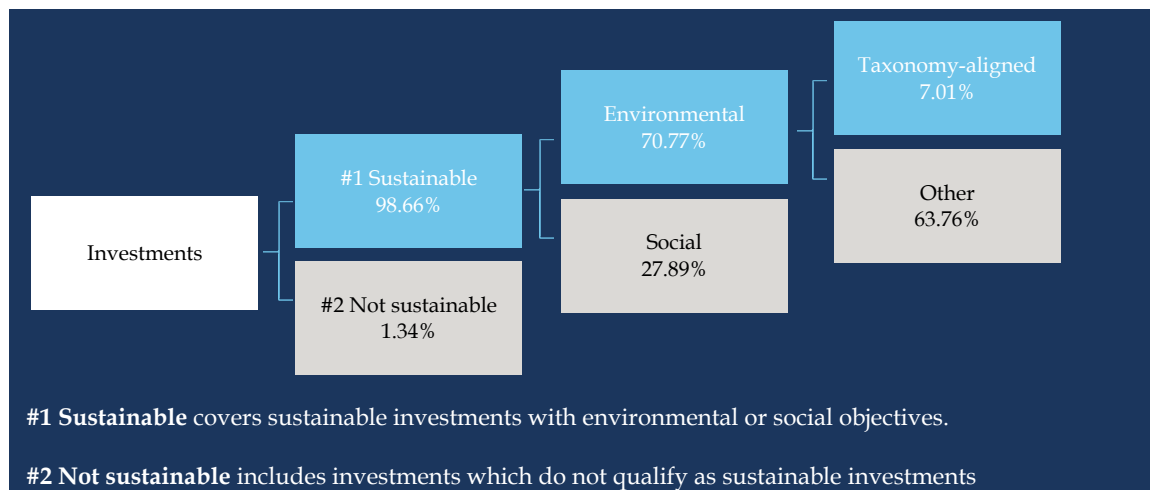 Investments
#1 Sustainable
98.66%
#2 Not sustainable
1.34%
Environmental
70.77%
Social
27.89%
Taxonomy-aligned
7.01%
Other
63.76%
#1 Sustainable covers sustainable investments with environmental or social objectives.
#2 Not sustainable includes investments which do not qualify as sustainable investments